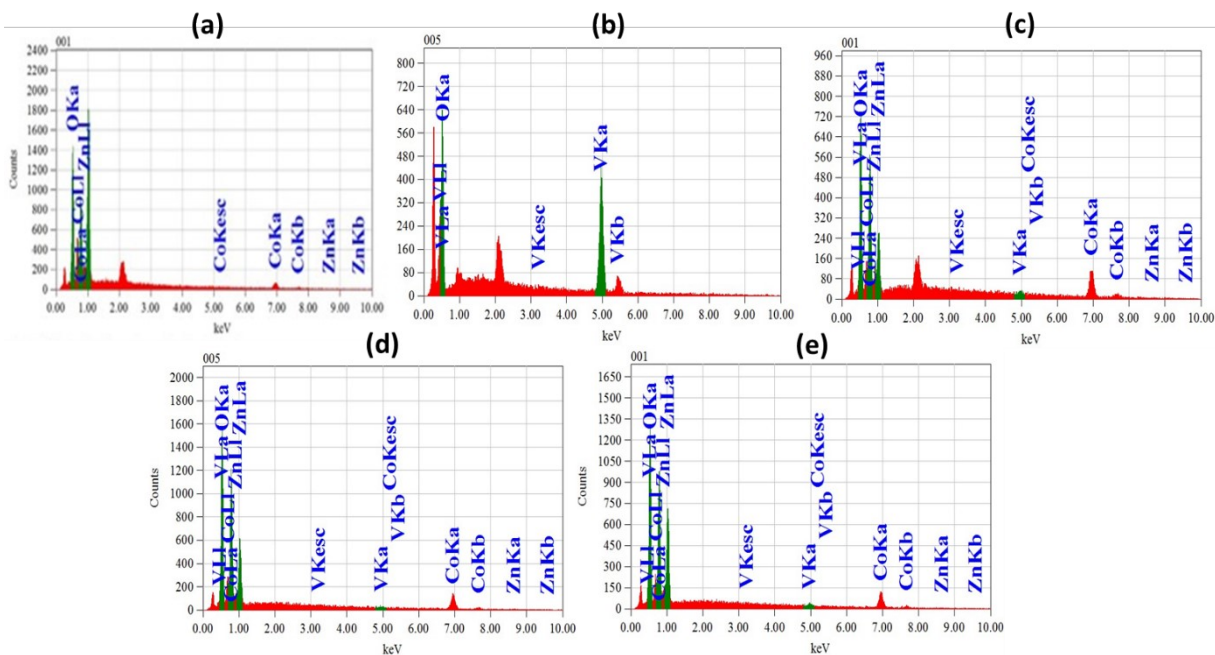 (a)
001
2400
2200
2000
1800
1600
1400
1200
1000
800
600
400
200
0
Counts
OKa
CoLl
CoLa
ZnLl
CoKesc
CoKa
CoKb
ZnKa
ZnKb
0.00 1.00 2.00 3.00 4.00 5.00 6.00 7.00 8.00 9.00 10.00
keV
(b)
005
800
720
640
560
480
400
320
240
160
80
0
OKa
VLl
VLa
VKesc
VKa
VKb
0.00 1.00 2.00 3.00 4.00 5.00 6.00 7.00 8.00 9.00 10.00
keV
(c)
001
960
880
800
720
640
560
480
400
320
240
160
80
0
VLl
VLa OKa
CoLa
CoLl
ZnLl ZnLa
VKesc
VKa
VKb
CoKesc
CoKa
CoKb
ZnKa
ZnKb
0.00 1.00 2.00 3.00 4.00 5.00 6.00 7.00 8.00 9.00 10.00
keV
(d)
005
2000
1800
1600
1400
1200
1000
800
600
400
200
0
Counts
VLl
VLa OKa
CoLa
CoLl
ZnLl ZnLa
VKesc
VKa
VKb
CoKesc
CoKa
CoKb
ZnKa
ZnKb
0.00 1.00 2.00 3.00 4.00 5.00 6.00 7.00 8.00 9.00 10.00
keV
(e)
001
1650
1500
1350
1200
1050
900
750
600
450
300
150
0
Counts
VLl
VLa OKa
CoLa
CoLl
ZnLl ZnLa
VKesc
VKa
VKb
CoKesc
CoKa
CoKb
ZnKa
ZnKb
0.00 1.00 2.00 3.00 4.00 5.00 6.00 7.00 8.00 9.00 10.00
keV